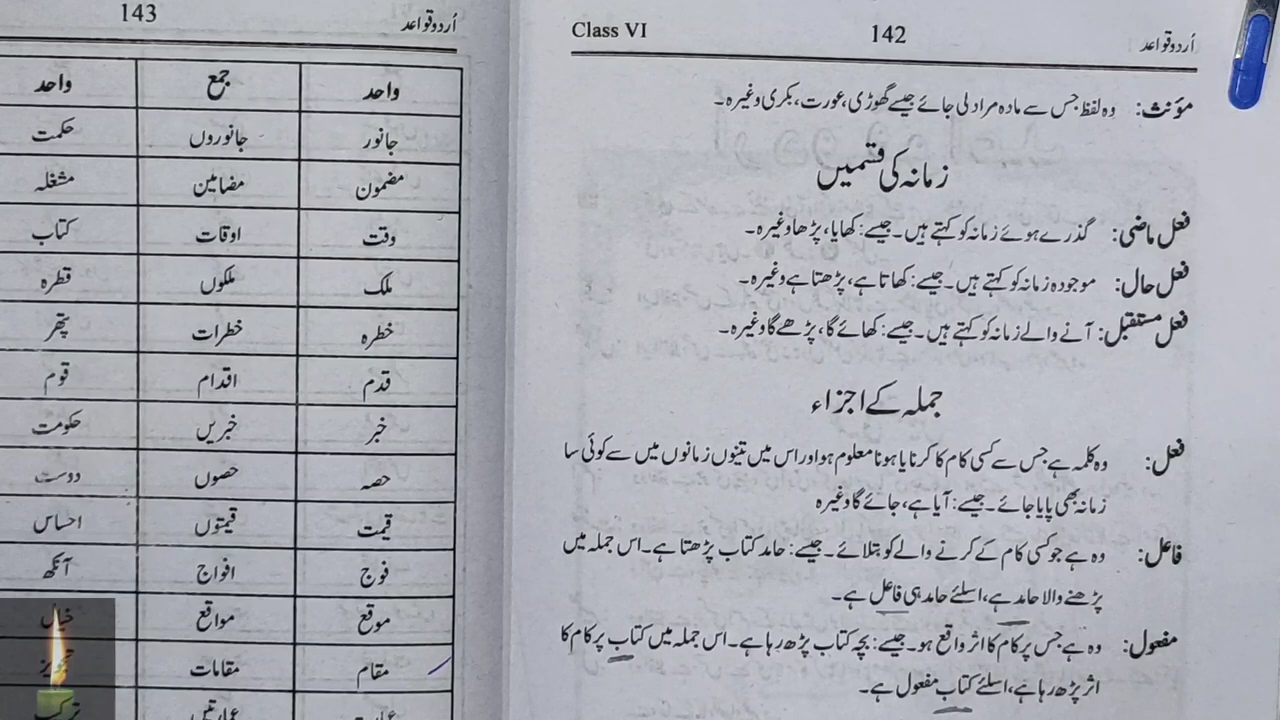 اُردو قواعد 142 Class VI
مؤنث: وہ لفظ جس سے مادہ مراد لی جائے جیسے گھوڑی، عورت، بکری وغیرہ۔
زمانہ کی قسمیں
فعل ماضی: گذرے ہوئے زمانہ کو کہتے ہیں۔ جیسے: کھایا، پڑھا وغیرہ۔
فعل حال: موجودہ زمانہ کو کہتے ہیں۔ جیسے: کھاتا ہے، پڑھتا ہے وغیرہ۔
فعل مستقبل: آنے والے زمانہ کو کہتے ہیں۔ جیسے: کھائے گا، پڑھے گا وغیرہ۔
جملہ کے اجزاء
فعل: وہ کلمہ ہے جس سے کسی کام کا کرنا یا ہونا معلوم ہو اور اس میں تینوں زمانوں میں سے کوئی سا
زمانہ بھی پایا جائے۔ جیسے: آیا ہے، جائے گا وغیرہ
فاعل: وہ ہے جو کسی کام کے کرنے والے کو بتلائے۔ جیسے: حامد کتاب پڑھتا ہے۔ اس جملہ میں
پڑھنے والا حامد ہے، اسلئے حامد ہی فاعل ہے۔
مفعول: وہ ہے جس پر کام کا اثر واقع ہو۔ جیسے: بچہ کتاب پڑھ رہا ہے۔ اس جملہ میں کتاب پر کام کا
اثر پڑھ رہا ہے، اسلئے کتاب مفعول ہے۔
اُردو قواعد 143
واحد جمع واحد
جانور جانوروں حکمت
مضمون مضامین مشغلہ
وقت اوقات کتاب
ملک ملکوں قطرہ
خطرہ خطرات پتھر
قدم اقدام قوم
خبر خبریں حکومت
حصہ حصوں دوست
قیمت قیمتوں احساس
فوج افواج آنکھ
موقع مواقع خیال
مقام مقامات تجویز